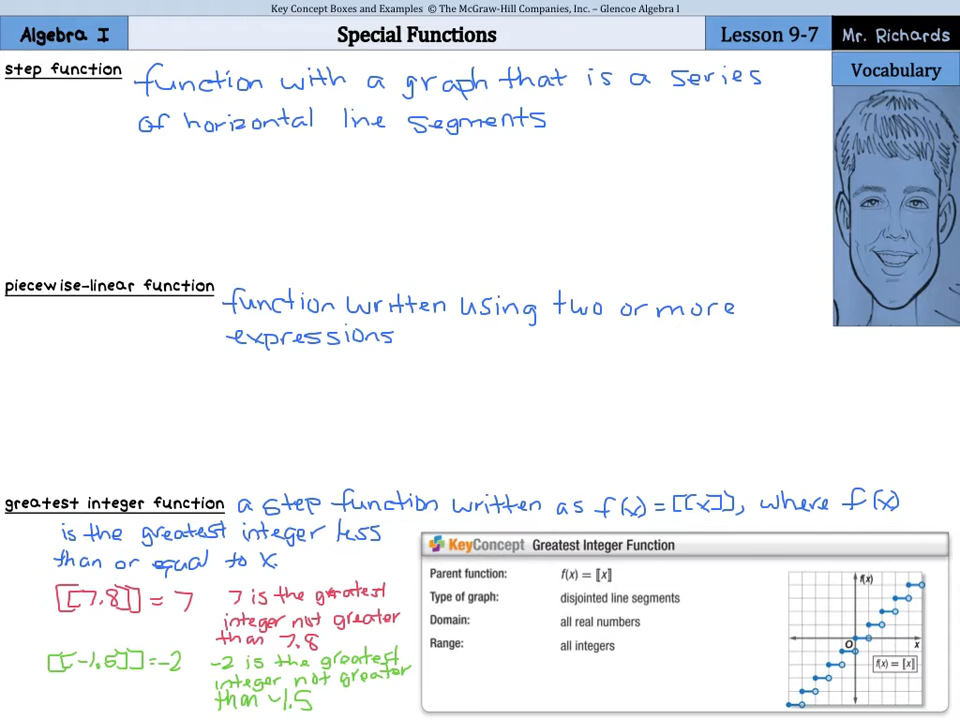 Key Concept Boxes and Examples © The McGraw-Hill Companies, Inc. – Glencoe Algebra I
Algebra I
Special Functions
Lesson 9-7
Mr. Richards
Vocabulary
step function
function with a graph that is a series
of horizontal line segments
piecewise-linear function
function written using two or more
expressions
greatest integer function
a step function written as f(x) = [[x]], where f(x)
is the greatest integer less
than or equal to x.
[[7.8]] = 7
7 is the greatest
integer not greater
than 7.8
[[-1.5]] = -2
-2 is the greatest
integer not greater
than -1.5
KeyConcept Greatest Integer Function
Parent function: f(x) = [[x]]
Type of graph: disjointed line segments
Domain: all real numbers
Range: all integers
f(x)
O
x
f(x) = [[x]]